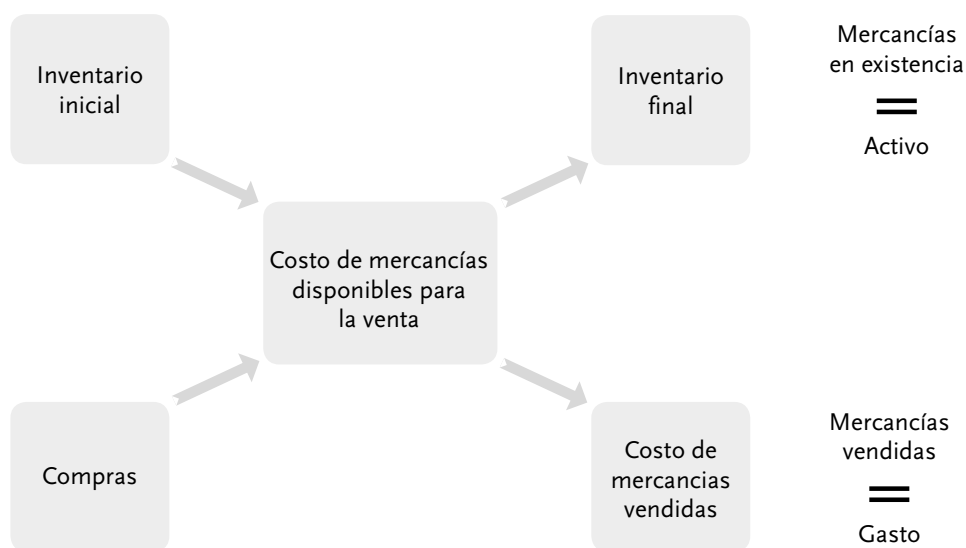 Inventario
inicial
Inventario
final
Mercancías
en existencia
=
Activo
Costo de mercancías
disponibles para
la venta
Compras
Costo de
mercancias
vendidas
Mercancías
vendidas
=
Gasto